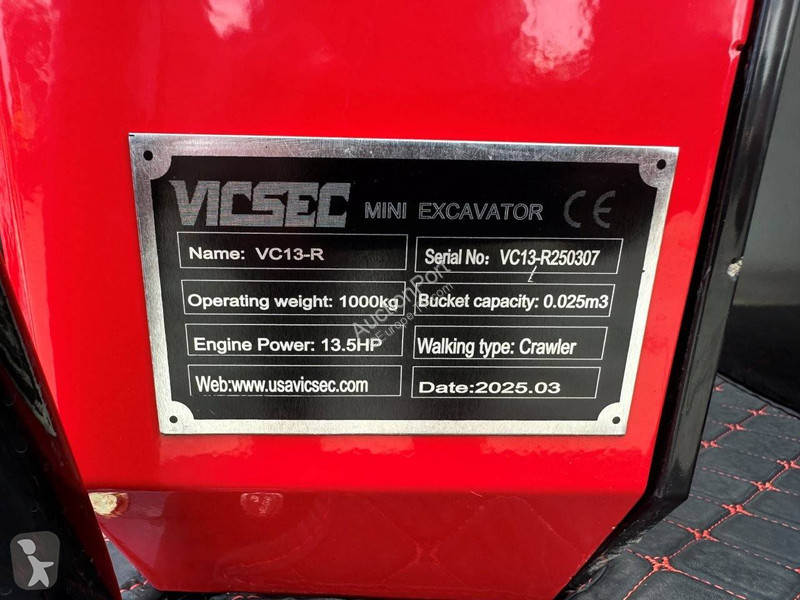 VICSEC MINI EXCAVATOR CE
Name: VC13-R
Serial No: VC13-R250307
Operating weight: 1000kg
Bucket capacity: 0.025m3
Engine Power: 13.5HP
Walking type: Crawler
Web:www.usavicsec.com
Date:2025.03
AuctionPort